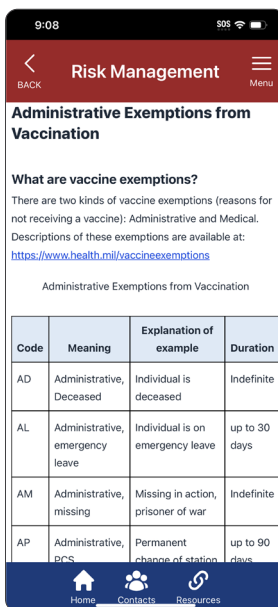 9:08
SOS
BACK
Risk Management
Menu
Administrative Exemptions from
Vaccination
What are vaccine exemptions?
There are two kinds of vaccine exemptions (reasons for
not receiving a vaccine): Administrative and Medical.
Descriptions of these exemptions are available at:
https://www.health.mil/vaccineexemptions
Administrative Exemptions from Vaccination
Code
Meaning
Explanation of
example
Duration
AD
Administrative,
Deceased
Individual is
deceased
Indefinite
AL
Administrative,
emergency
leave
Individual is on
emergency leave
up to 30
days
AM
Administrative,
missing
Missing in action,
prisoner of war
Indefinite
AP
Administrative,
PCS
Permanent
change of station
up to 90
days
Home
Contacts
Resources